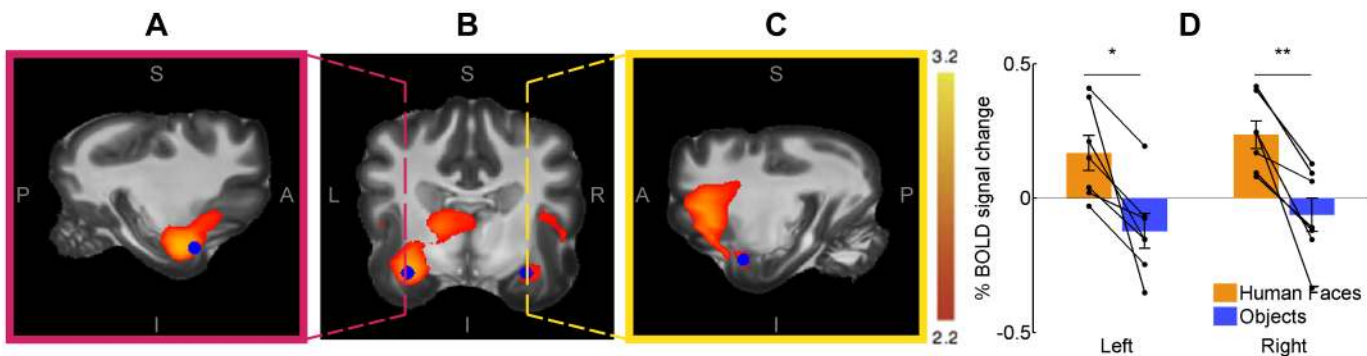 A
B
C
D
S
P
A
I
S
L
R
I
S
A
P
I
3.2
2.2
% BOLD signal change
0.5
0
-0.5
*
**
Human Faces
Objects
Left
Right